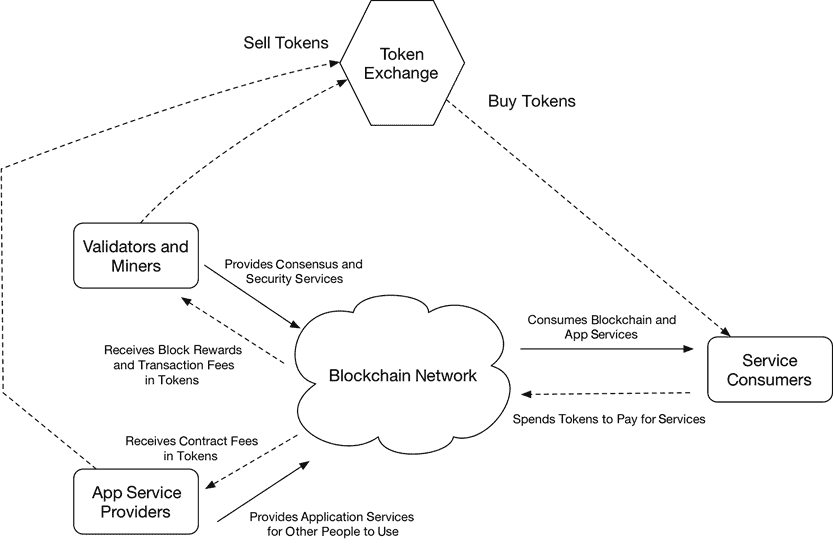 Sell Tokens
Token
Exchange
Buy Tokens
Validators and
Miners
Provides Consensus and
Security Services
Receives Block Rewards
and Transaction Fees
in Tokens
Blockchain Network
Consumes Blockchain and
App Services
Service
Consumers
Spends Tokens to Pay for Services
Receives Contract Fees
in Tokens
App Service
Providers
Provides Application Services
for Other People to Use